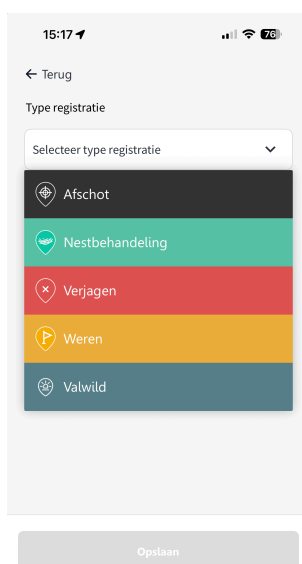 15:17
76
← Terug
Type registratie
Selecteer type registratie
Afschot
Nestbehandeling
Verjagen
Weren
Valwild
Opslaan